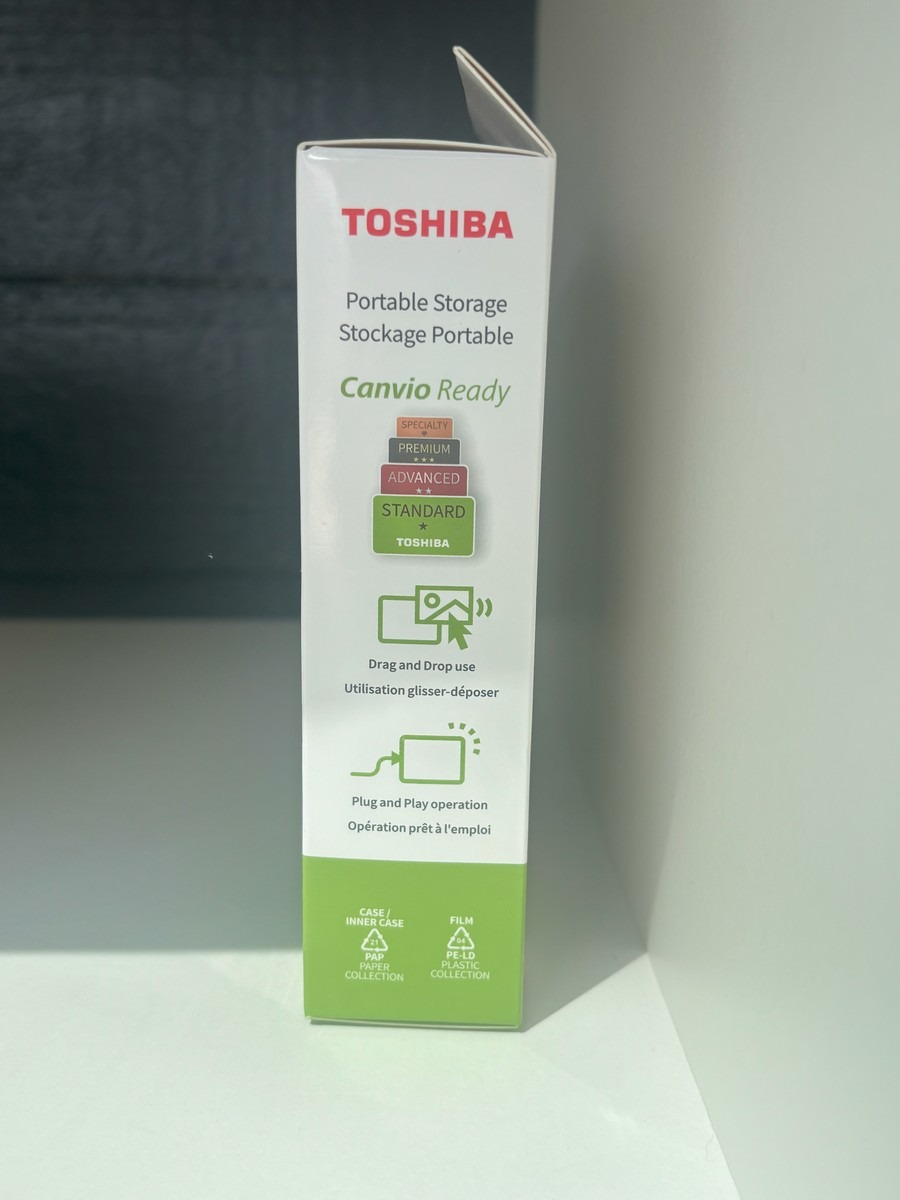 TOSHIBA
Portable Storage
Stockage Portable
Canvio Ready
SPECIALTY
PREMIUM
★★★
ADVANCED
★★
STANDARD
★
TOSHIBA
Drag and Drop use
Utilisation glisser-déposer
Plug and Play operation
Opération prêt à l'emploi
CASE /
INNER CASE
21
PAP
PAPER
COLLECTION
FILM
04
PE-LD
PLASTIC
COLLECTION